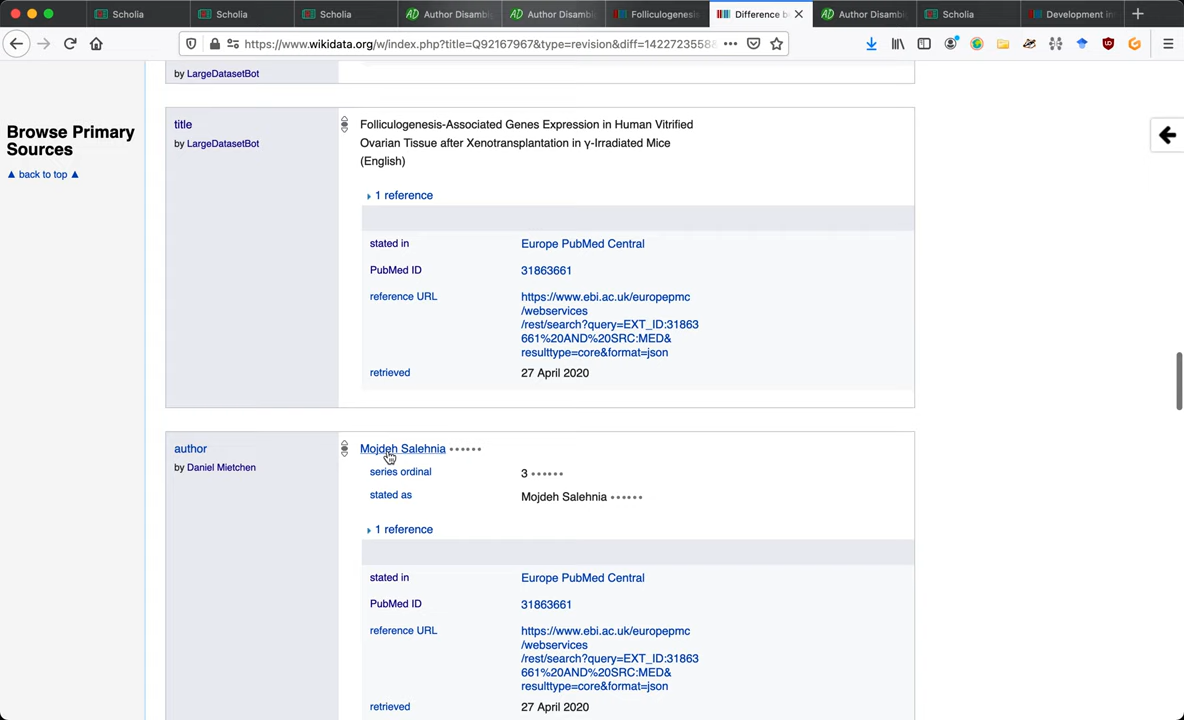 Scholia
Scholia
Scholia
Author Disambig
Author Disambig
Folliculogenesis
Difference b
Author Disambig
Scholia
Development in
https://www.wikidata.org/w/index.php?title=Q92167967&type=revision&diff=1422723558
by LargeDatasetBot
Browse Primary
Sources
▲ back to top ▲
title
by LargeDatasetBot
Folliculogenesis-Associated Genes Expression in Human Vitrified
Ovarian Tissue after Xenotransplantation in γ-Irradiated Mice
(English)
1 reference
stated in Europe PubMed Central
PubMed ID 31863661
reference URL https://www.ebi.ac.uk/europepmc
/webservices
/rest/search?query=EXT_ID:31863
661%20AND%20SRC:MED&
resulttype=core&format=json
retrieved 27 April 2020
author
by Daniel Mietchen
Mojdeh Salehnia
series ordinal 3
stated as Mojdeh Salehnia
1 reference
stated in Europe PubMed Central
PubMed ID 31863661
reference URL https://www.ebi.ac.uk/europepmc
/webservices
/rest/search?query=EXT_ID:31863
661%20AND%20SRC:MED&
resulttype=core&format=json
retrieved 27 April 2020